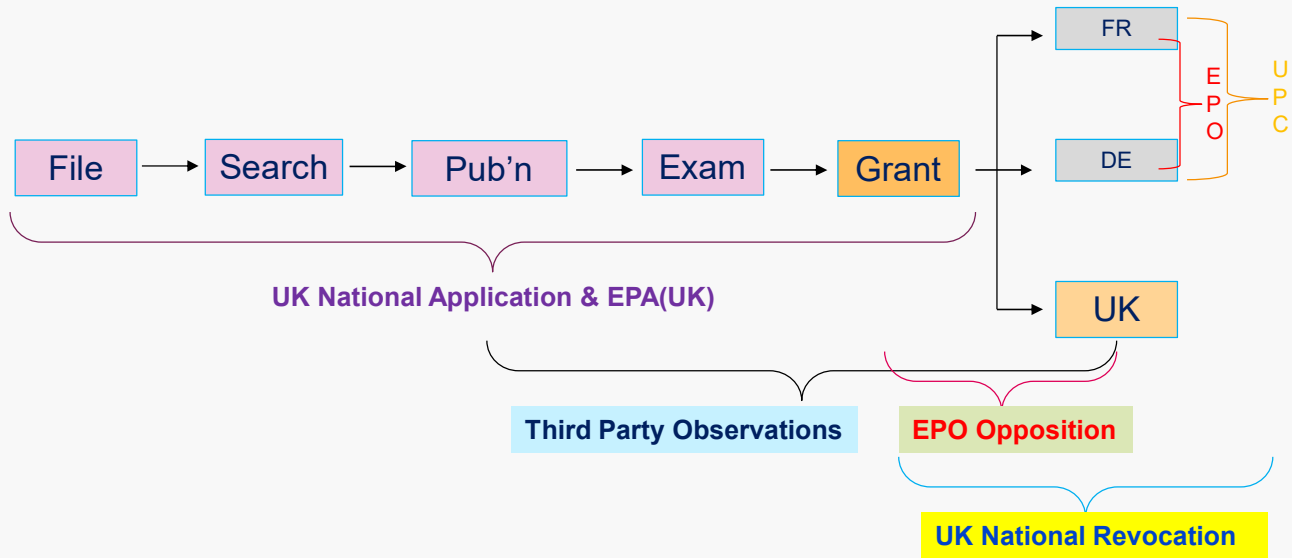 FR
E
P
O
U
P
C
File
Search
Pub'n
Exam
Grant
DE
UK National Application & EPA(UK)
UK
Third Party Observations
EPO Opposition
UK National Revocation